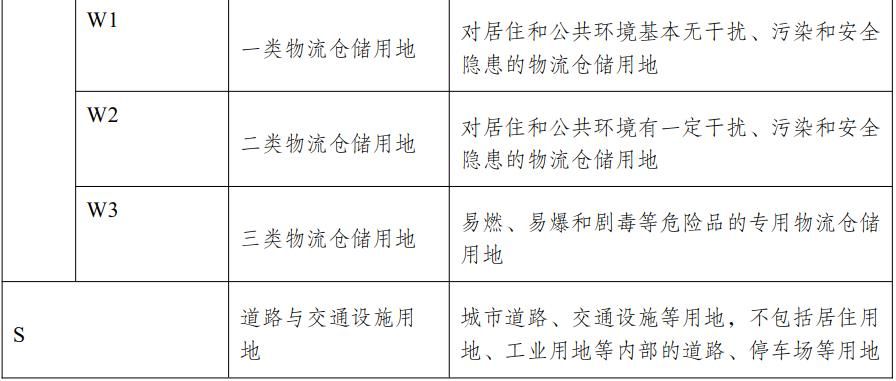 W1
一类物流仓储用地
对居住和公共环境基本无干扰、污染和安全
隐患的物流仓储用地
W2
二类物流仓储用地
对居住和公共环境有一定干扰、污染和安全
隐患的物流仓储用地
W3
三类物流仓储用地
易燃、易爆和剧毒等危险品的专用物流仓储
用地
S
道路与交通设施用
地
城市道路、交通设施等用地，不包括居住用
地、工业用地等内部的道路、停车场等用地